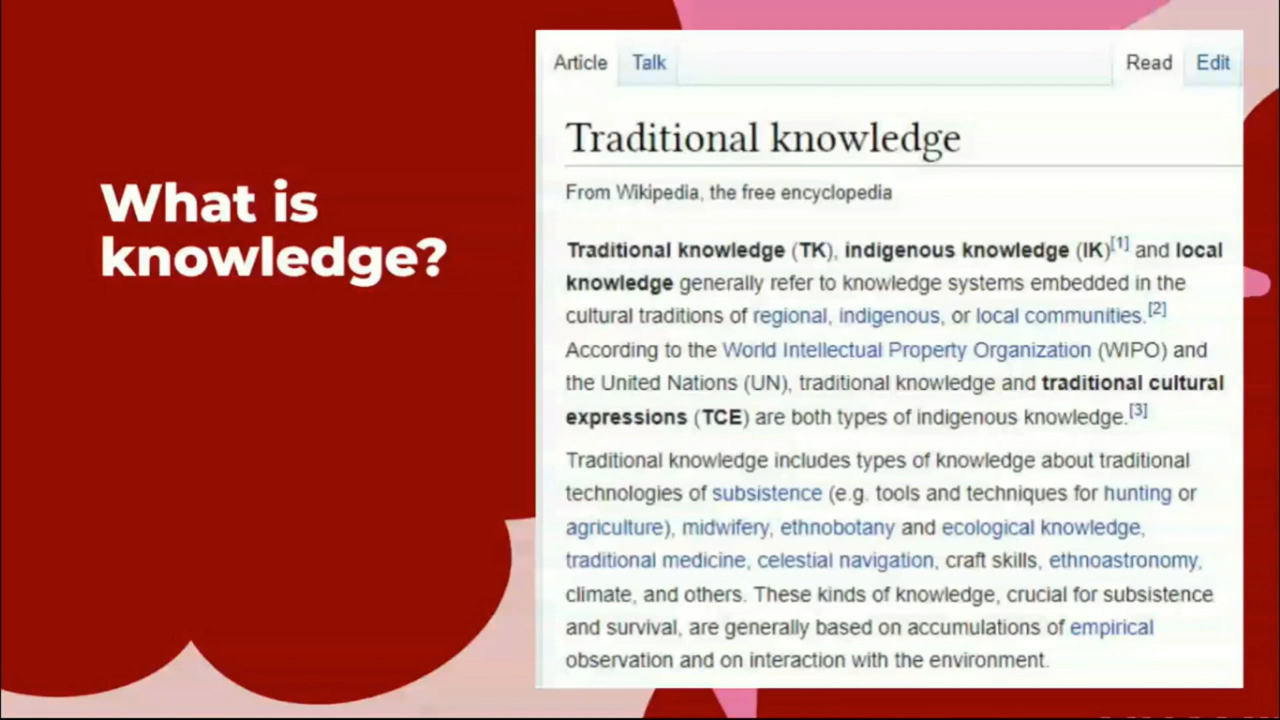 What is
knowledge?
Article Talk Read Edit
Traditional knowledge
From Wikipedia, the free encyclopedia
Traditional knowledge (TK), indigenous knowledge (IK)[1] and local
knowledge generally refer to knowledge systems embedded in the
cultural traditions of regional, indigenous, or local communities.[2]
According to the World Intellectual Property Organization (WIPO) and
the United Nations (UN), traditional knowledge and traditional cultural
expressions (TCE) are both types of indigenous knowledge.[3]
Traditional knowledge includes types of knowledge about traditional
technologies of subsistence (e.g. tools and techniques for hunting or
agriculture), midwifery, ethnobotany and ecological knowledge,
traditional medicine, celestial navigation, craft skills, ethnoastronomy,
climate, and others. These kinds of knowledge, crucial for subsistence
and survival, are generally based on accumulations of empirical
observation and on interaction with the environment.